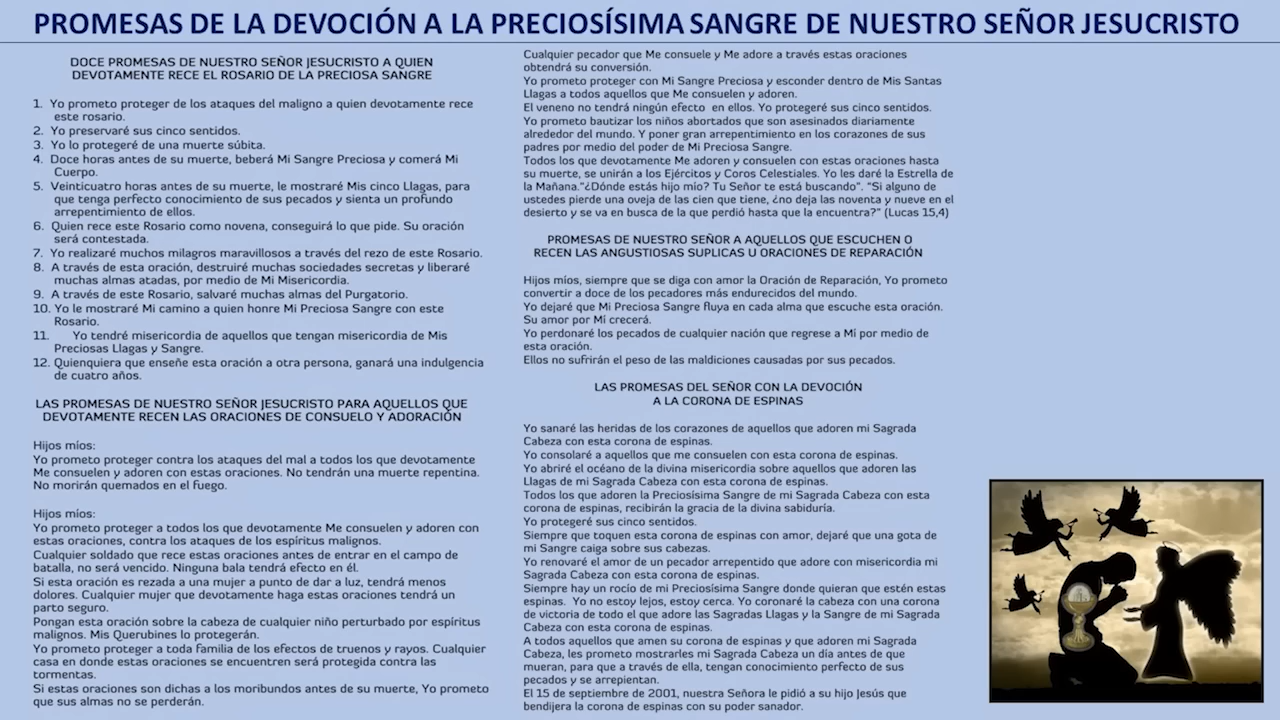 PROMESAS DE LA DEVOCIÓN A LA PRECIOSÍSIMA SANGRE DE NUESTRO SEÑOR JESUCRISTO
DOCE PROMESAS DE NUESTRO SEÑOR JESUCRISTO A QUIEN
DEVOTAMENTE RECE EL ROSARIO DE LA PRECIOSA SANGRE
1. Yo prometo proteger de los ataques del maligno a quien devotamente rece
este rosario.
2. Yo preservaré sus cinco sentidos.
3. Yo lo protegeré de una muerte súbita.
4. Doce horas antes de su muerte, beberá Mi Sangre Preciosa y comerá Mi
Cuerpo.
5. Veinticuatro horas antes de su muerte, le mostraré Mis cinco Llagas, para
que tenga perfecto conocimiento de sus pecados y sienta un profundo
arrepentimiento de ellos.
6. Quien rece este Rosario como novena, conseguirá lo que pide. Su oración
será contestada.
7. Yo realizaré muchos milagros maravillosos a través del rezo de este Rosario.
8. A través de esta oración, destruiré muchas sociedades secretas y liberaré
muchas almas atadas, por medio de Mi Misericordia.
9. A través de este Rosario, salvaré muchas almas del Purgatorio.
10. Yo le mostraré Mi camino a quien honre Mi Preciosa Sangre con este
Rosario.
11. Yo tendré misericordia de aquellos que tengan misericordia de Mis
Preciosas Llagas y Sangre.
12. Quienquiera que enseñe esta oración a otra persona, ganará una indulgencia
de cuatro años.
LAS PROMESAS DE NUESTRO SEÑOR JESUCRISTO PARA AQUELLOS QUE
DEVOTAMENTE RECEN LAS ORACIONES DE CONSUELO Y ADORACIÓN
Hijos míos:
Yo prometo proteger contra los ataques del mal a todos los que devotamente
Me consuelen y adoren con estas oraciones. No tendrán una muerte repentina.
No morirán quemados en el fuego.
Hijos míos:
Yo prometo proteger a todos los que devotamente Me consuelen y adoren con
estas oraciones, contra los ataques de los espíritus malignos.
Cualquier soldado que rece estas oraciones antes de entrar en el campo de
batalla, no será vencido. Ninguna bala tendrá efecto en él.
Si esta oración es rezada a una mujer a punto de dar a luz, tendrá menos
dolores. Cualquier mujer que devotamente haga estas oraciones tendrá un
parto seguro.
Pongan esta oración sobre la cabeza de cualquier niño perturbado por espíritus
malignos. Mis Querubines lo protegerán.
Yo prometo proteger a toda familia de los efectos de truenos y rayos. Cualquier
casa en donde estas oraciones se encuentren será protegida contra las
tormentas.
Si estas oraciones son dichas a los moribundos antes de su muerte, Yo prometo
que sus almas no se perderán.
Cualquier pecador que Me consuele y Me adore a través estas oraciones
obtendrá su conversión.
Yo prometo proteger con Mi Sangre Preciosa y esconder dentro de Mis Santas
Llagas a todos aquellos que Me consuelen y adoren.
El veneno no tendrá ningún efecto en ellos. Yo protegeré sus cinco sentidos.
Yo prometo bautizar los niños abortados que son asesinados diariamente
alrededor del mundo. Y poner gran arrepentimiento en los corazones de sus
padres por medio del poder de Mi Preciosa Sangre.
Todos los que devotamente Me adoren y consuelen con estas oraciones hasta
su muerte, se unirán a los Ejércitos y Coros Celestiales. Yo les daré la Estrella de
la Mañana."¿Dónde estás hijo mío? Tu Señor te está buscando". "Si alguno de
ustedes pierde una oveja de las cien que tiene, ¿no deja las noventa y nueve en el
desierto y se va en busca de la que perdió hasta que la encuentra?" (Lucas 15,4)
PROMESAS DE NUESTRO SEÑOR A AQUELLOS QUE ESCUCHEN O
RECEN LAS ANGUSTIOSAS SUPLICAS U ORACIONES DE REPARACIÓN
Hijos míos, siempre que se diga con amor la Oración de Reparación, Yo prometo
convertir a doce de los pecadores más endurecidos del mundo.
Yo dejaré que Mi Preciosa Sangre fluya en cada alma que escuche esta oración.
Su amor por Mí crecerá.
Yo perdonaré los pecados de cualquier nación que regrese a Mí por medio de
esta oración.
Ellos no sufrirán el peso de las maldiciones causadas por sus pecados.
LAS PROMESAS DEL SEÑOR CON LA DEVOCIÓN
A LA CORONA DE ESPINAS
Yo sanaré las heridas de los corazones de aquellos que adoren mi Sagrada
Cabeza con esta corona de espinas.
Yo consolaré a aquellos que me consuelen con esta corona de espinas.
Yo abriré el océano de la divina misericordia sobre aquellos que adoren las
Llagas de mi Sagrada Cabeza con esta corona de espinas.
Todos los que adoren la Preciosísima Sangre de mi Sagrada Cabeza con esta
corona de espinas, recibirán la gracia de la divina sabiduría.
Yo protegeré sus cinco sentidos.
Siempre que toquen esta corona de espinas con amor, dejaré que una gota de
mi Sangre caiga sobre sus cabezas.
Yo renovaré el amor de un pecador arrepentido que adore con misericordia mi
Sagrada Cabeza con esta corona de espinas.
Siempre hay un rocío de mi Preciosísima Sangre donde quieran que estén estas
espinas. Yo no estoy lejos, estoy cerca. Yo coronaré la cabeza con una corona
de victoria de todo el que adore las Sagradas Llagas y la Sangre de mi Sagrada
Cabeza con esta corona de espinas.
A todos aquellos que amen su corona de espinas y que adoren mi Sagrada
Cabeza, les prometo mostrarles mi Sagrada Cabeza un día antes de que
mueran, para que a través de ella, tengan conocimiento perfecto de sus
pecados y se arrepientan.
El 15 de septiembre de 2001, nuestra Señora le pidió a su hijo Jesús que
bendijera la corona de espinas con su poder sanador.